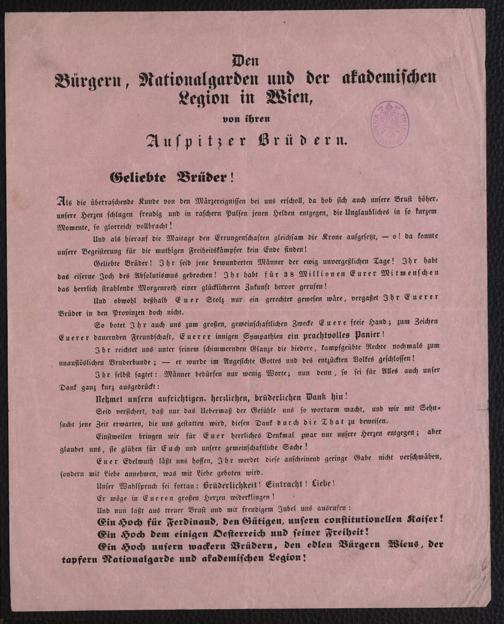 Den
Bürgern, Nationalgarden und der akademischen
Legion in Wien,
von ihren
Auspitzer Brüdern.
Geliebte Brüder!
Als die überraschende Kunde von den Märzereignissen bei uns erscholl, da hob sich auch unsere Brust höher,
unsere Herzen schlugen freudig und in raschern Pulsen jenen Helden entgegen, die Unglaubliches in so kurzem
Momente, so glorreich vollbracht!
Und als hierauf die Maitage den Errungenschaften gleichsam die Krone aufgesetzt, — o! da konnte
unsere Begeisterung für die muthigen Freiheitskämpfer kein Ende finden!
Geliebte Brüder! Ihr seid jene bewunderten Männer der ewig unvergeßlichen Tage! Ihr habt
das eiserne Joch des Absolutismus gebrochen! Ihr habt für 38 Millionen Eurer Mitmenschen
das herrlich strahlende Morgenroth einer glücklicheren Zukunft hervor gerufen!
Und obwohl deßhalb Euer Stolz nur ein gerechter gewesen wäre, vergaßet Ihr Euerer
Brüder in den Provinzen doch nicht.
So botet Ihr auch uns zum großen, gemeinschaftlichen Zwecke Euere freie Hand; zum Zeichen
Euerer dauernden Freundschaft, Euerer innigen Sympathien ein prachtvolles Panier!
Ihr reichtet uns unter seinem schimmernden Glanze die biedere, kampfgeübte Rechte nochmals zum
unauflöslichen Bruderbunde; — er wurde im Angesichte Gottes und des entzückten Volkes geschlossen!
Ihr selbst sagtet: Männer bedürfen nur wenig Worte; nun denn, so sei für Alles auch unser
Dank ganz kurz ausgedrückt:
Nehmet unsern aufrichtigen, herzlichen, brüderlichen Dank hin!
Seid versichert, daß nur das Uebermaß der Gefühle uns so wortarm macht, und wir mit Sehn-
sucht jene Zeit erwarten, die uns gestatten wird, diesen Dank durch die That zu beweisen.
Einstweilen bringen wir für Euer herrliches Denkmal zwar nur unsere Herzen entgegen; aber
glaubet uns, sie glühen für Euch und unsere gemeinschaftliche Sache!
Euer Edelmuth läßt uns hoffen, Ihr werdet diese anscheinend geringe Gabe nicht verschmähen,
sondern mit Liebe annehmen, was mit Liebe geboten wird.
Unser Wahlspruch sei fortan: Brüderlichkeit! Eintracht! Liebe!
Er möge in Eueren großen Herzen wiederklingen!
Und nun laßt aus treuer Brust und mit freudigem Jubel uns ausrufen:
Ein Hoch für Ferdinand, den Gütigen, unsern constitutionellen Kaiser!
Ein Hoch dem einigen Oesterreich und seiner Freiheit!
Ein Hoch unsern wackern Brüdern, den edlen Bürgern Wiens, der
tapfern Nationalgarde und akademischen Legion!